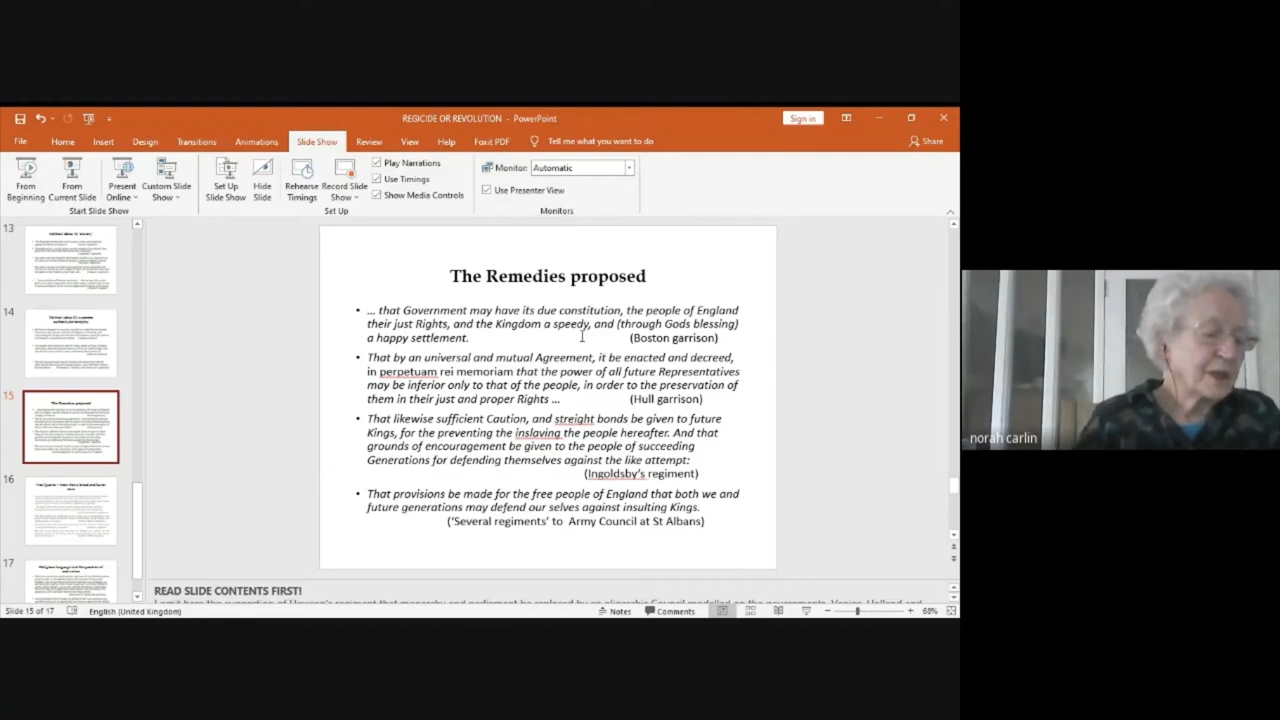 REGICIDE OR REVOLUTION - PowerPoint
Sign in
File Home Insert Design Transitions Animations Slide Show Review View Help Foxit PDF Tell me what you want to do
Share
From Beginning
From Current Slide
Present Online
Custom Slide Show
Set Up Slide Show
Hide Slide
Rehearse Timings
Record Slide Show
Play Narrations
Use Timings
Show Media Controls
Monitor: Automatic
Use Presenter View
Start Slide Show
Set Up
Monitors
13
14
15
16
17
The Remedies proposed
• ... that Government may have its due constitution, the people of England
their just Rights, and the Kingdom a speedy, and (through Gods blessing)
a happy settlement. (Boston garrison)
• That by an universal and mutual Agreement, it be enacted and decreed,
in perpetuam rei memoriam that the power of all future Representatives
may be inferior only to that of the people, in order to the preservation of
them in their just and proper Rights ... (Hull garrison)
• That likewise sufficient caution, and streight bonds be given to future
Kings, for the preventing the inslaving the people hereafter. And that
grounds of encouragement be given to the people of succeeding
Generations for defending themselves against the like attempt:
(Ingoldsby's regiment)
• That provisions be made by the free people of England that both we and
future generations may secure our selves against insulting Kings.
('Several regiments' to Army Council at St Albans)
READ SLIDE CONTENTS FIRST!
Slide 15 of 17
English (United Kingdom)
Notes
Comments
68%
norah carlin